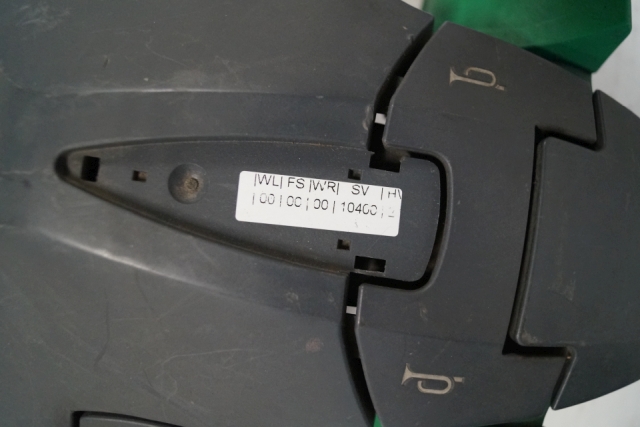 |WL| FS |WR| SV | H
| 00 | 00 | 00 | 10400 |